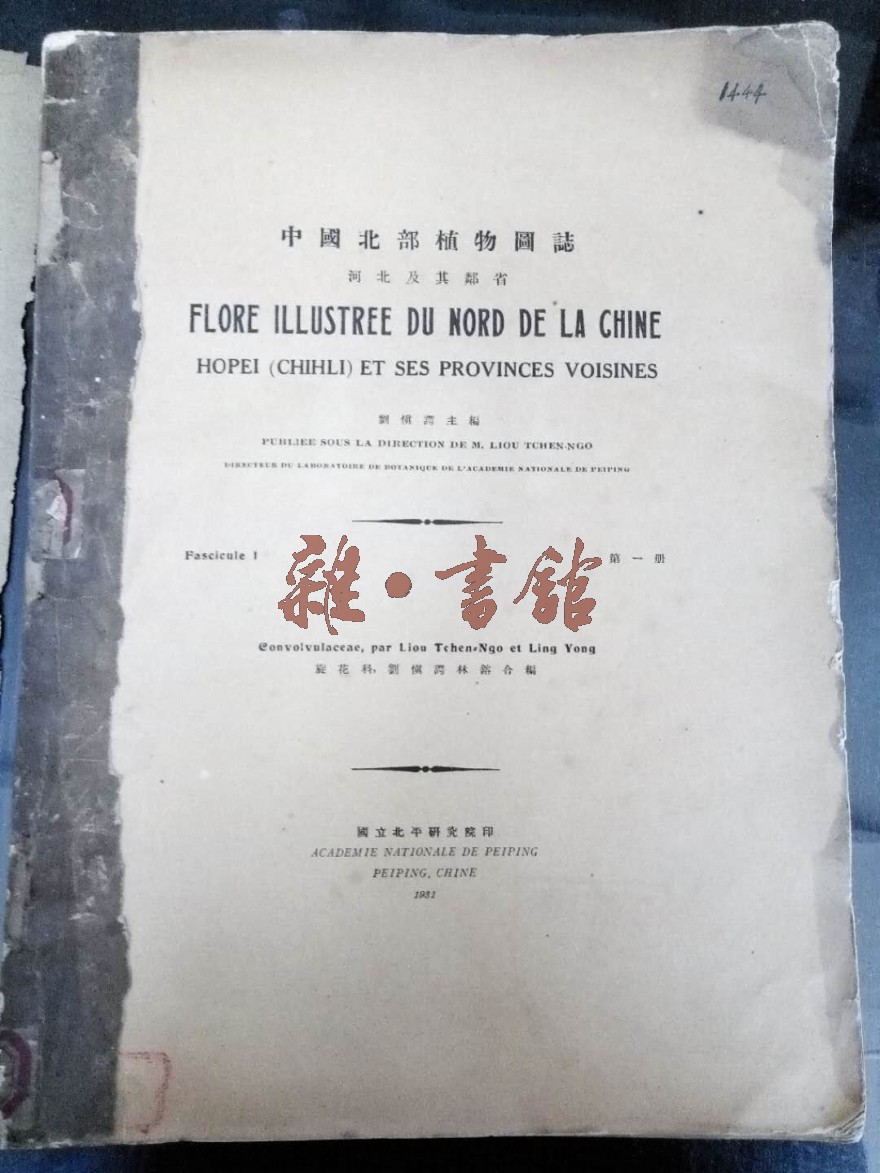 1444
中國北部植物圖誌
河北及其鄰省
FLORE ILLUSTREE DU NORD DE LA CHINE
HOPEI (CHIHLI) ET SES PROVINCES VOISINES
劉愼諤主編
PUBLIEE SOUS LA DIRECTION DE M. LIOU TCHEN-NGO
DIRECTEUR DU LABORATOIRE DE BOTANIQUE DE L'ACADEMIE NATIONALE DE PEIPING
Fascicule 1 第一册
雜·書館
Convolvulaceae, par Liou Tchen-Ngo et Ling Yong
旋花科，劉愼諤林鎔合編
國立北平研究院印
ACADEMIE NATIONALE DE PEIPING
PEIPING, CHINE
1931